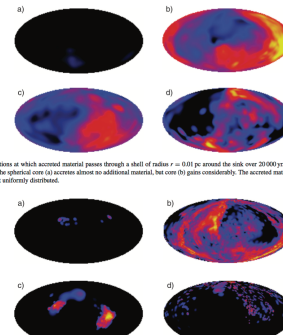 a)
b)
c)
d)
tions at which accreted material passes through a shell of radius r = 0.01 pc around the sink over 20 000 yr
he spherical core (a) accretes almost no additional material, but core (b) gains considerably. The accreted mat
t uniformly distributed.
a)
b)
c)
d)